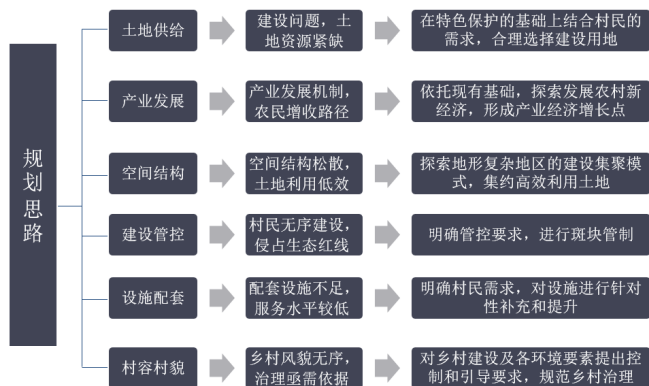 规划思路
土地供给
建设问题，土
地资源紧缺
在特色保护的基础上结合村民的
需求，合理选择建设用地
产业发展
产业发展机制，
农民增收路径
依托现有基础，探索发展农村新
经济，形成产业经济增长点
空间结构
空间结构松散，
土地利用低效
探索地形复杂地区的建设集聚模
式，集约高效利用土地
建设管控
村民无序建设，
侵占生态红线
明确管控要求，进行斑块管制
设施配套
配套设施不足，
服务水平较低
明确村民需求，对设施进行针对
性补充和提升
村容村貌
乡村风貌无序，
治理亟需依据
对乡村建设及各环境要素提出控
制和引导要求，规范乡村治理